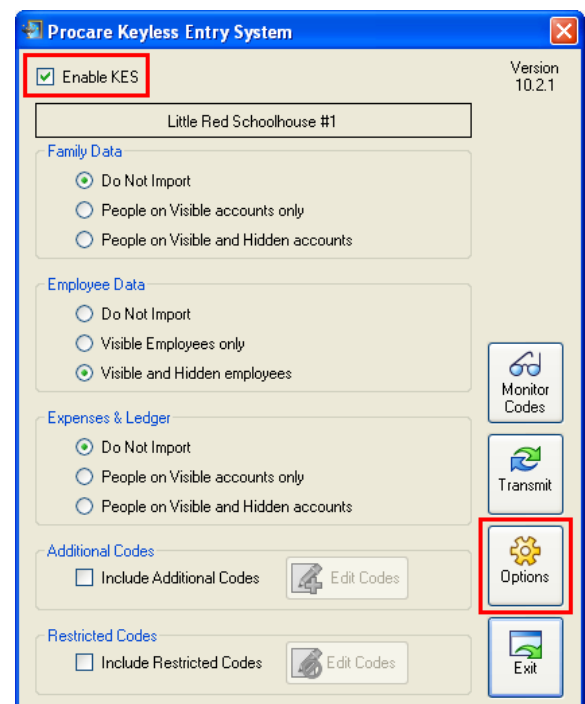 Procare Keyless Entry System
Enable KES
Version
10.2.1
Little Red Schoolhouse #1
Family Data
Do Not Import
People on Visible accounts only
People on Visible and Hidden accounts
Employee Data
Do Not Import
Visible Employees only
Visible and Hidden employees
Monitor
Codes
Expenses & Ledger
Do Not Import
People on Visible accounts only
People on Visible and Hidden accounts
Transmit
Additional Codes
Include Additional Codes
Edit Codes
Options
Restricted Codes
Include Restricted Codes
Edit Codes
Exit